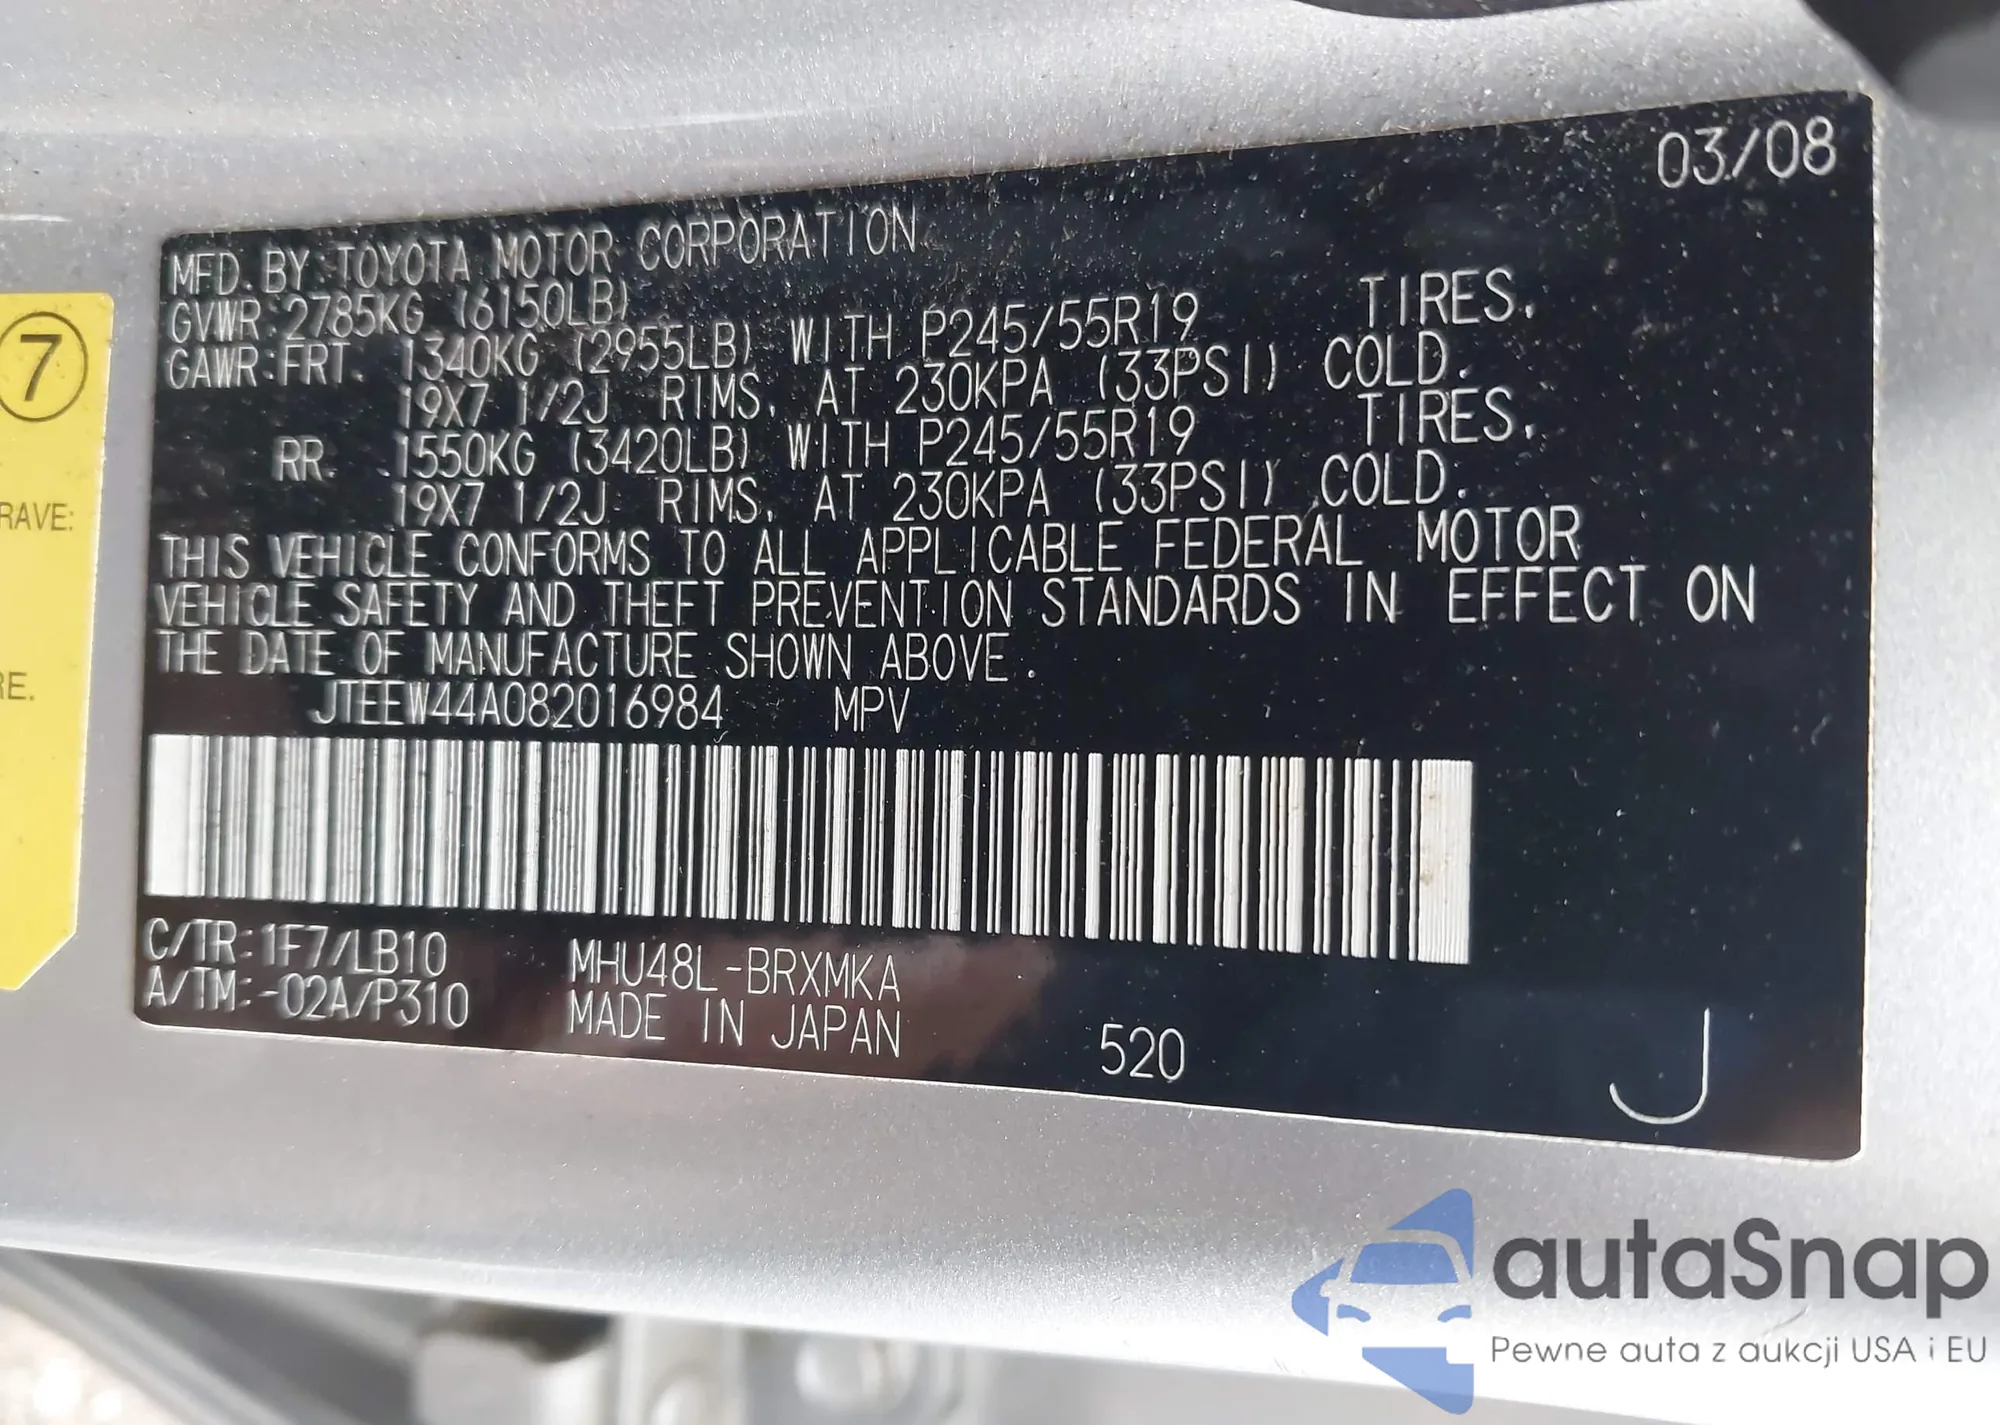 03/08
MFD. BY: TOYOTA MOTOR CORPORATION
GVWR: 2785KG (6150LB)
GAWR: FRT. 1340KG (2955LB) WITH P245/55R19 TIRES,
19X7 1/2J RIMS, AT 230KPA (33PSI) COLD.
RR. 1550KG (3420LB) WITH P245/55R19 TIRES,
19X7 1/2J RIMS, AT 230KPA (33PSI) COLD.
THIS VEHICLE CONFORMS TO ALL APPLICABLE FEDERAL MOTOR
VEHICLE SAFETY AND THEFT PREVENTION STANDARDS IN EFFECT ON
THE DATE OF MANUFACTURE SHOWN ABOVE.
JTEEW44A082016984 MPV
C/TR: 1F7/LB10 MHU48L-BRXMKA
A/TM: -02A/P310 MADE IN JAPAN
520
J
7
RAVE:
RE.
autaSnap
Pewne auta z aukcji USA i EU